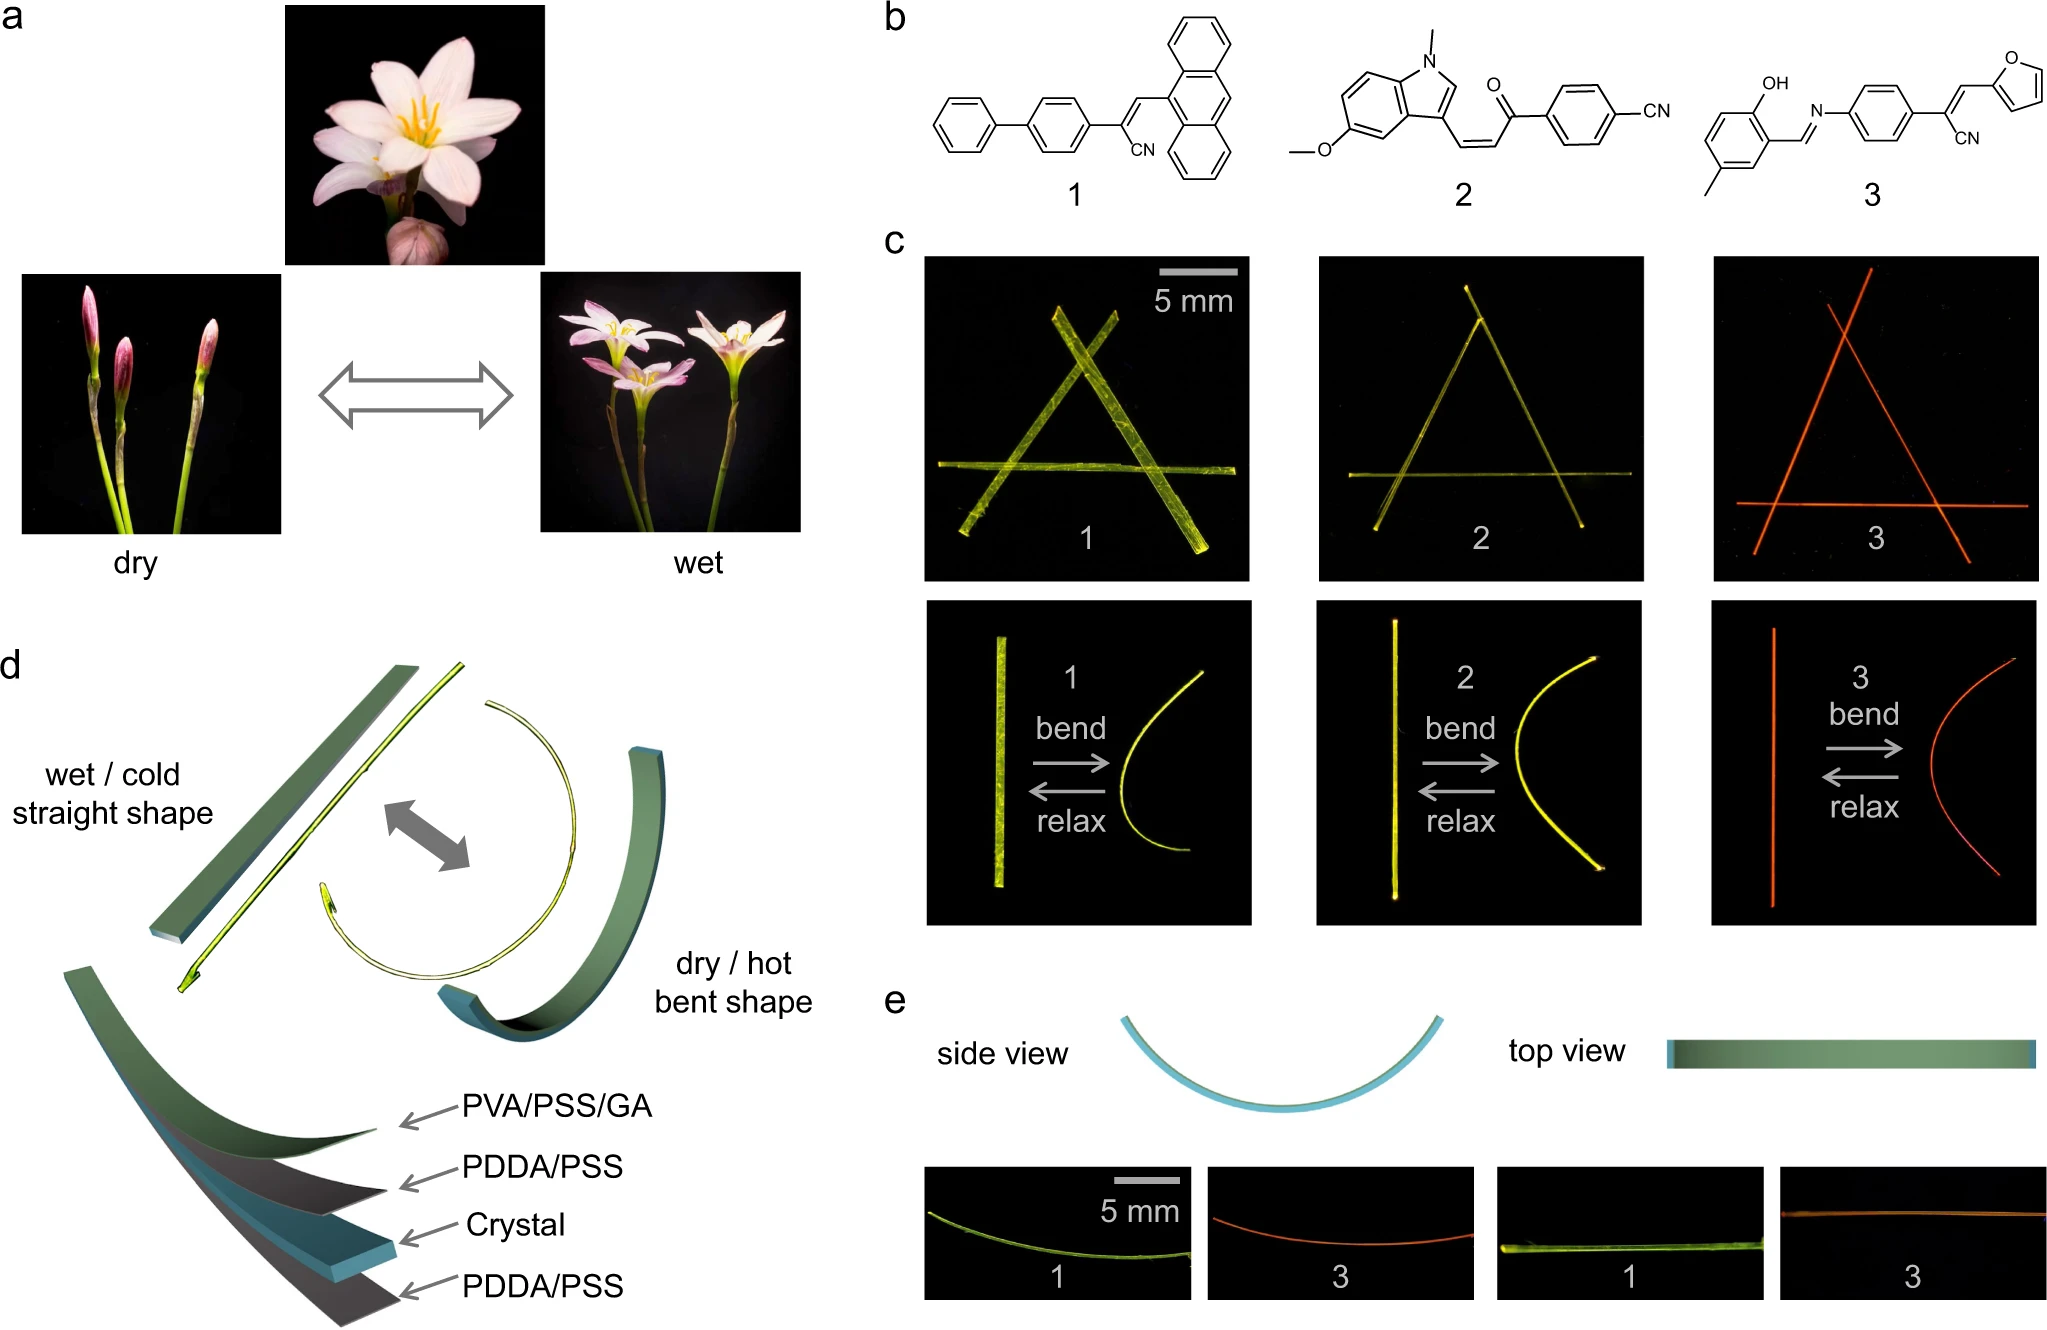 a
dry
wet
b
CN
1
N
O
O
CN
2
OH
N
CN
O
3
c
5 mm
1
2
3
1
bend
relax
2
bend
relax
3
bend
relax
d
wet / cold
straight shape
dry / hot
bent shape
PVA/PSS/GA
PDDA/PSS
Crystal
PDDA/PSS
e
side view
top view
5 mm
1
3
1
3